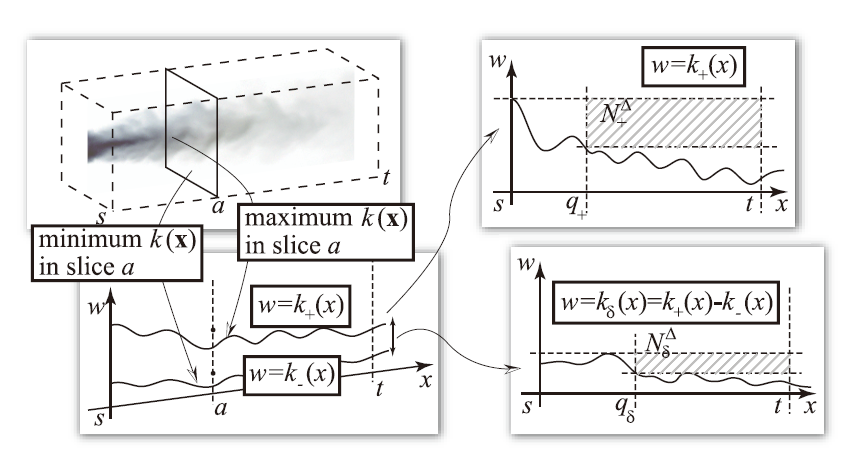 s
a
t
minimum k(x)
in slice a
maximum k(x)
in slice a
w
w=k₊(x)
w=k₋(x)
s
a
t
x
w
w=k₊(x)
N₊^Δ
s
q₊
t
x
w
w=k_δ(x)=k₊(x)-k₋(x)
N_δ^Δ
s
q_δ
t
x